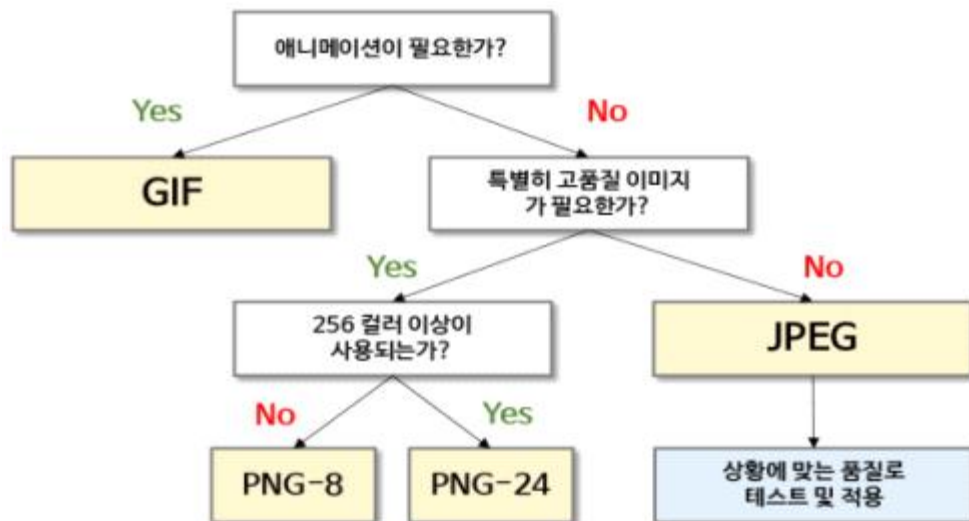 애니메이션이 필요한가?
Yes
No
GIF
특별히 고품질 이미지
가 필요한가?
Yes
No
256 컬러 이상이
사용되는가?
JPEG
No
Yes
PNG-8
PNG-24
상황에 맞는 품질로
테스트 및 적용